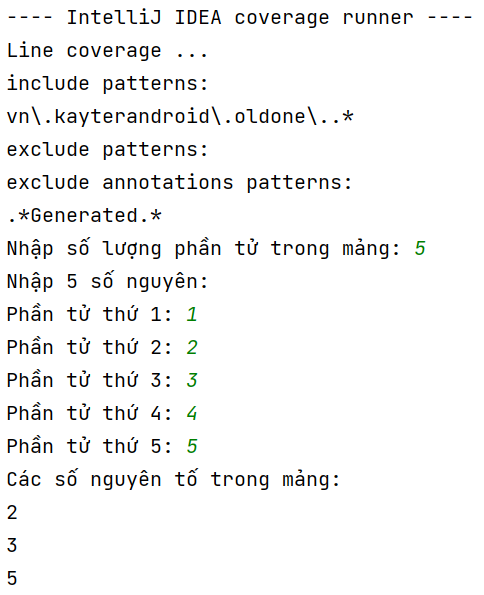 ---- IntelliJ IDEA coverage runner ----
Line coverage ...
include patterns:
vn\.kayterandroid\.oldone\..*
exclude patterns:
exclude annotations patterns:
.*Generated.*
Nhập số lượng phần tử trong mảng: 5
Nhập 5 số nguyên:
Phần tử thứ 1: 1
Phần tử thứ 2: 2
Phần tử thứ 3: 3
Phần tử thứ 4: 4
Phần tử thứ 5: 5
Các số nguyên tố trong mảng:
2
3
5